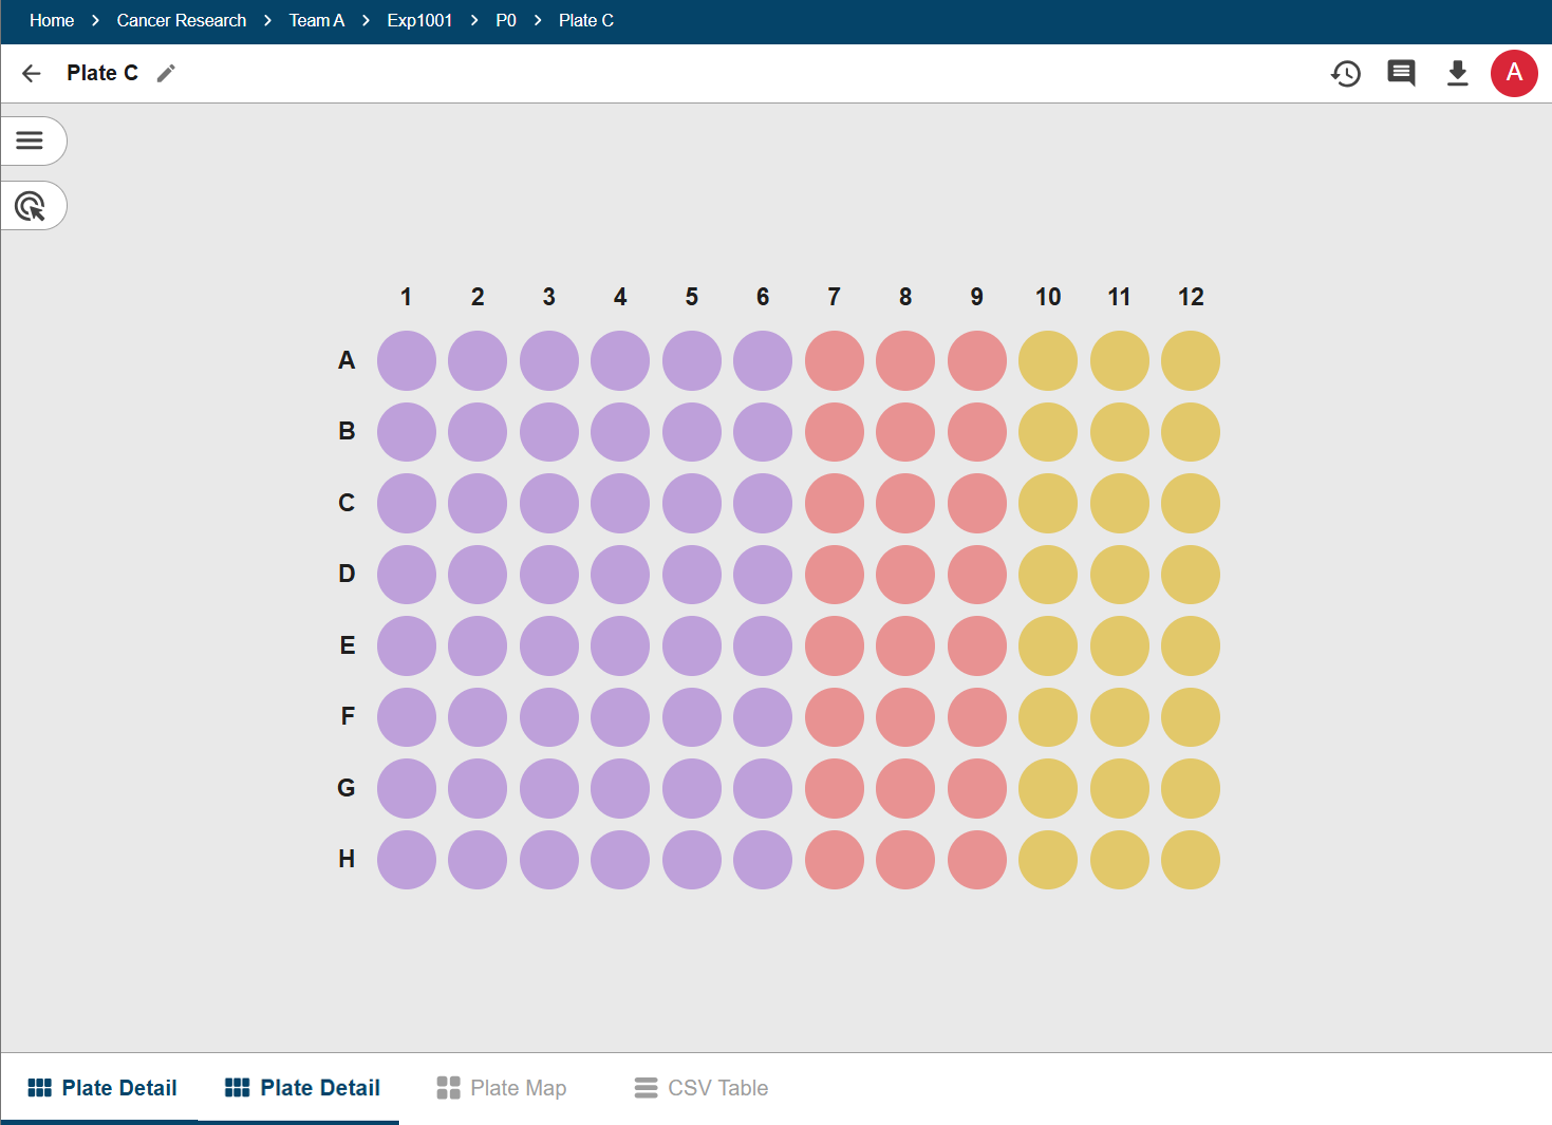 Home > Cancer Research > Team A > Exp1001 > P0 > Plate C
Plate C
A
1 2 3 4 5 6 7 8 9 10 11 12
A
B
C
D
E
F
G
H
Plate Detail Plate Detail Plate Map CSV Table